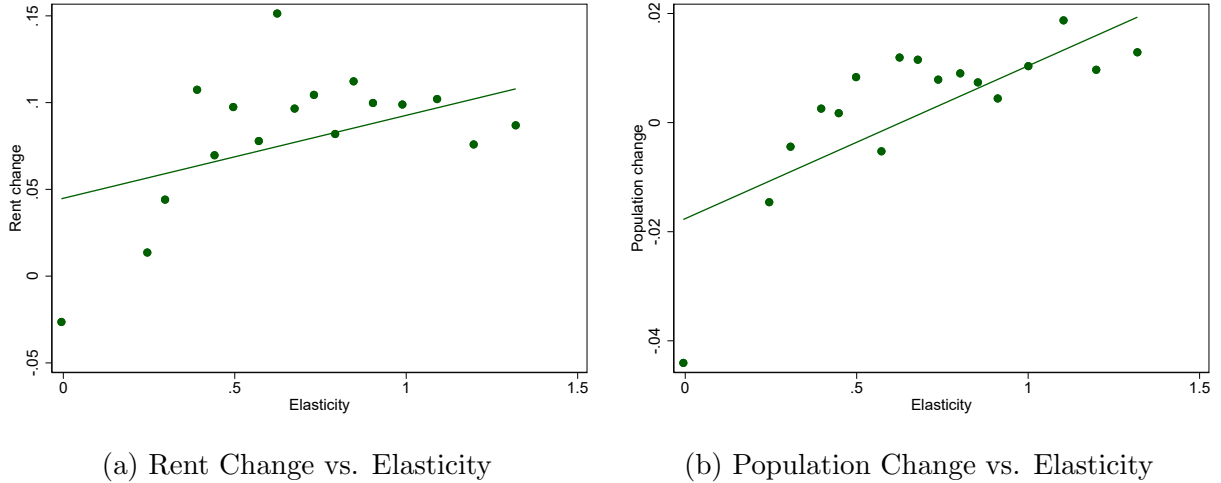 .15
.1
.05
0
-.05
Rent change
0 .5 1 1.5
Elasticity
(a) Rent Change vs. Elasticity
.02
0
-.02
-.04
Population change
0 .5 1 1.5
Elasticity
(b) Population Change vs. Elasticity